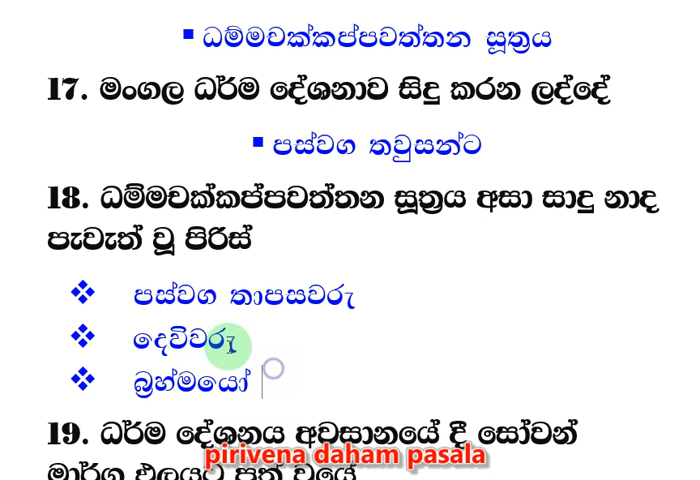 ▪ ධම්මචක්කප්පවත්තන සූත්‍රය
17. මංගල ධර්ම දේශනාව සිදු කරන ලද්දේ
▪ පස්වග තවුසන්ට
18. ධම්මචක්කප්පවත්තන සූත්‍රය අසා සාදු නාද
පැවැත් වූ පිරිස්
❖ පස්වග තාපසවරු
❖ දෙවිවරු
❖ බ්‍රහ්මයෝ
19. ධර්ම දේශනය අවසානයේ දී සෝවන්
මාර්ග ඵලයට පත් වූයේ
pirivena daham pasala